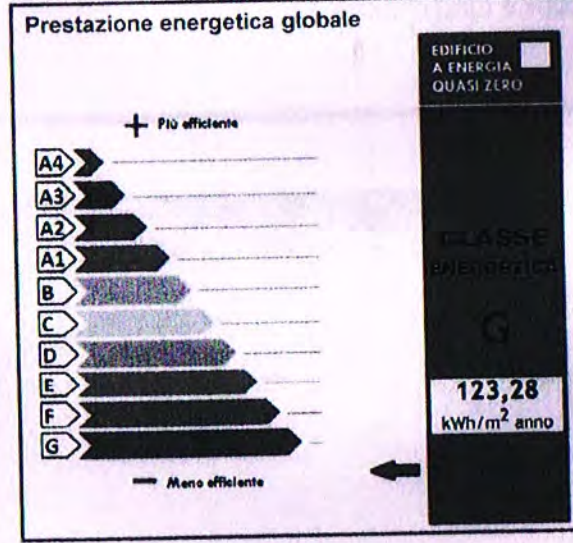 Prestazione energetica globale
EDIFICIO
A ENERGIA
QUASI ZERO
+ Più efficiente
A4
A3
A2
A1
B
C
D
E
F
G
CLASSE
ENERGETICA
G
123,28
kWh/m² anno
— Meno efficiente